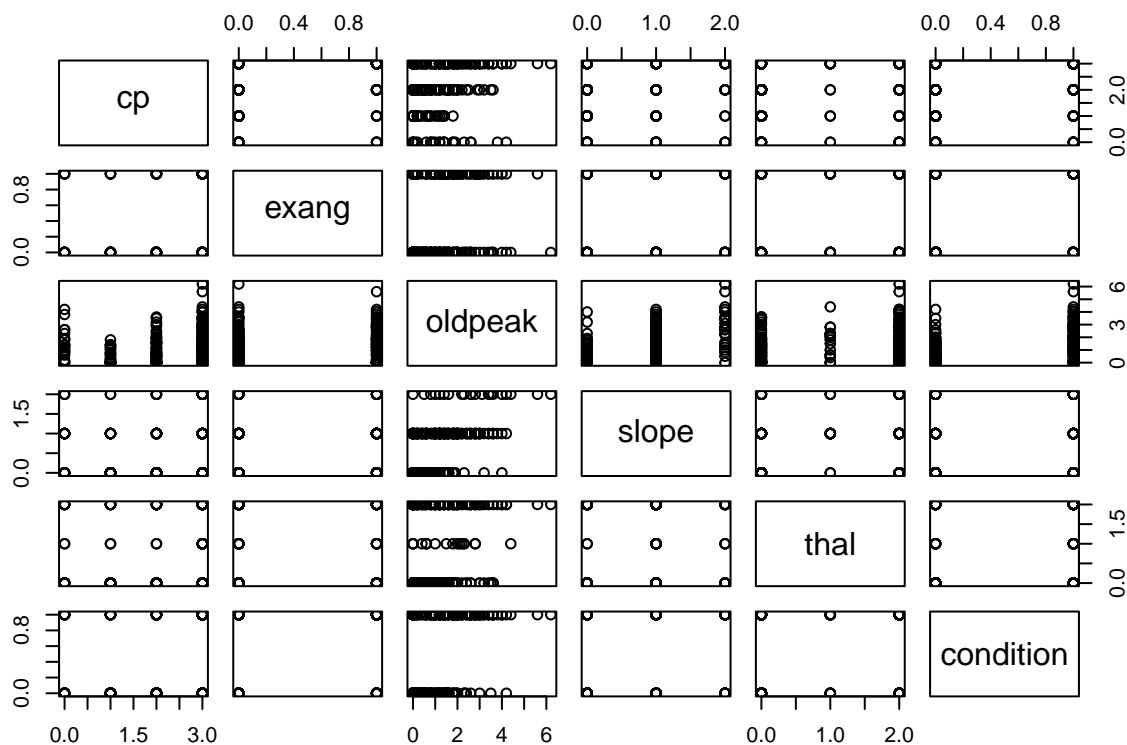 0.0 0.4 0.8 0.0 1.0 2.0 0.0 0.4 0.8
cp 0.0 2.0
0.0 0.8 exang
oldpeak 0 3 6
0.0 1.5 slope
thal 0.0 1.5
0.0 0.8 condition
0.0 1.5 3.0 0 2 4 6 0.0 1.0 2.0